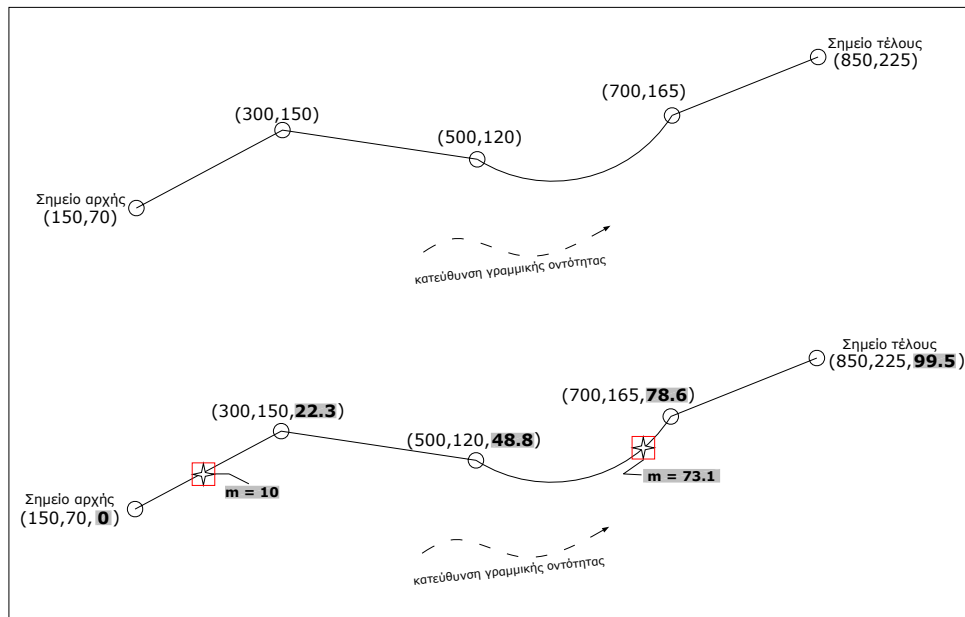 Σημείο τέλους
(850,225)
(700,165)
(300,150)
(500,120)
Σημείο αρχής
(150,70)
κατεύθυνση γραμμικής οντότητας
Σημείο τέλους
(850,225,99.5)
(700,165,78.6)
(300,150,22.3)
(500,120,48.8)
m = 73.1
m = 10
Σημείο αρχής
(150,70, 0)
κατεύθυνση γραμμικής οντότητας